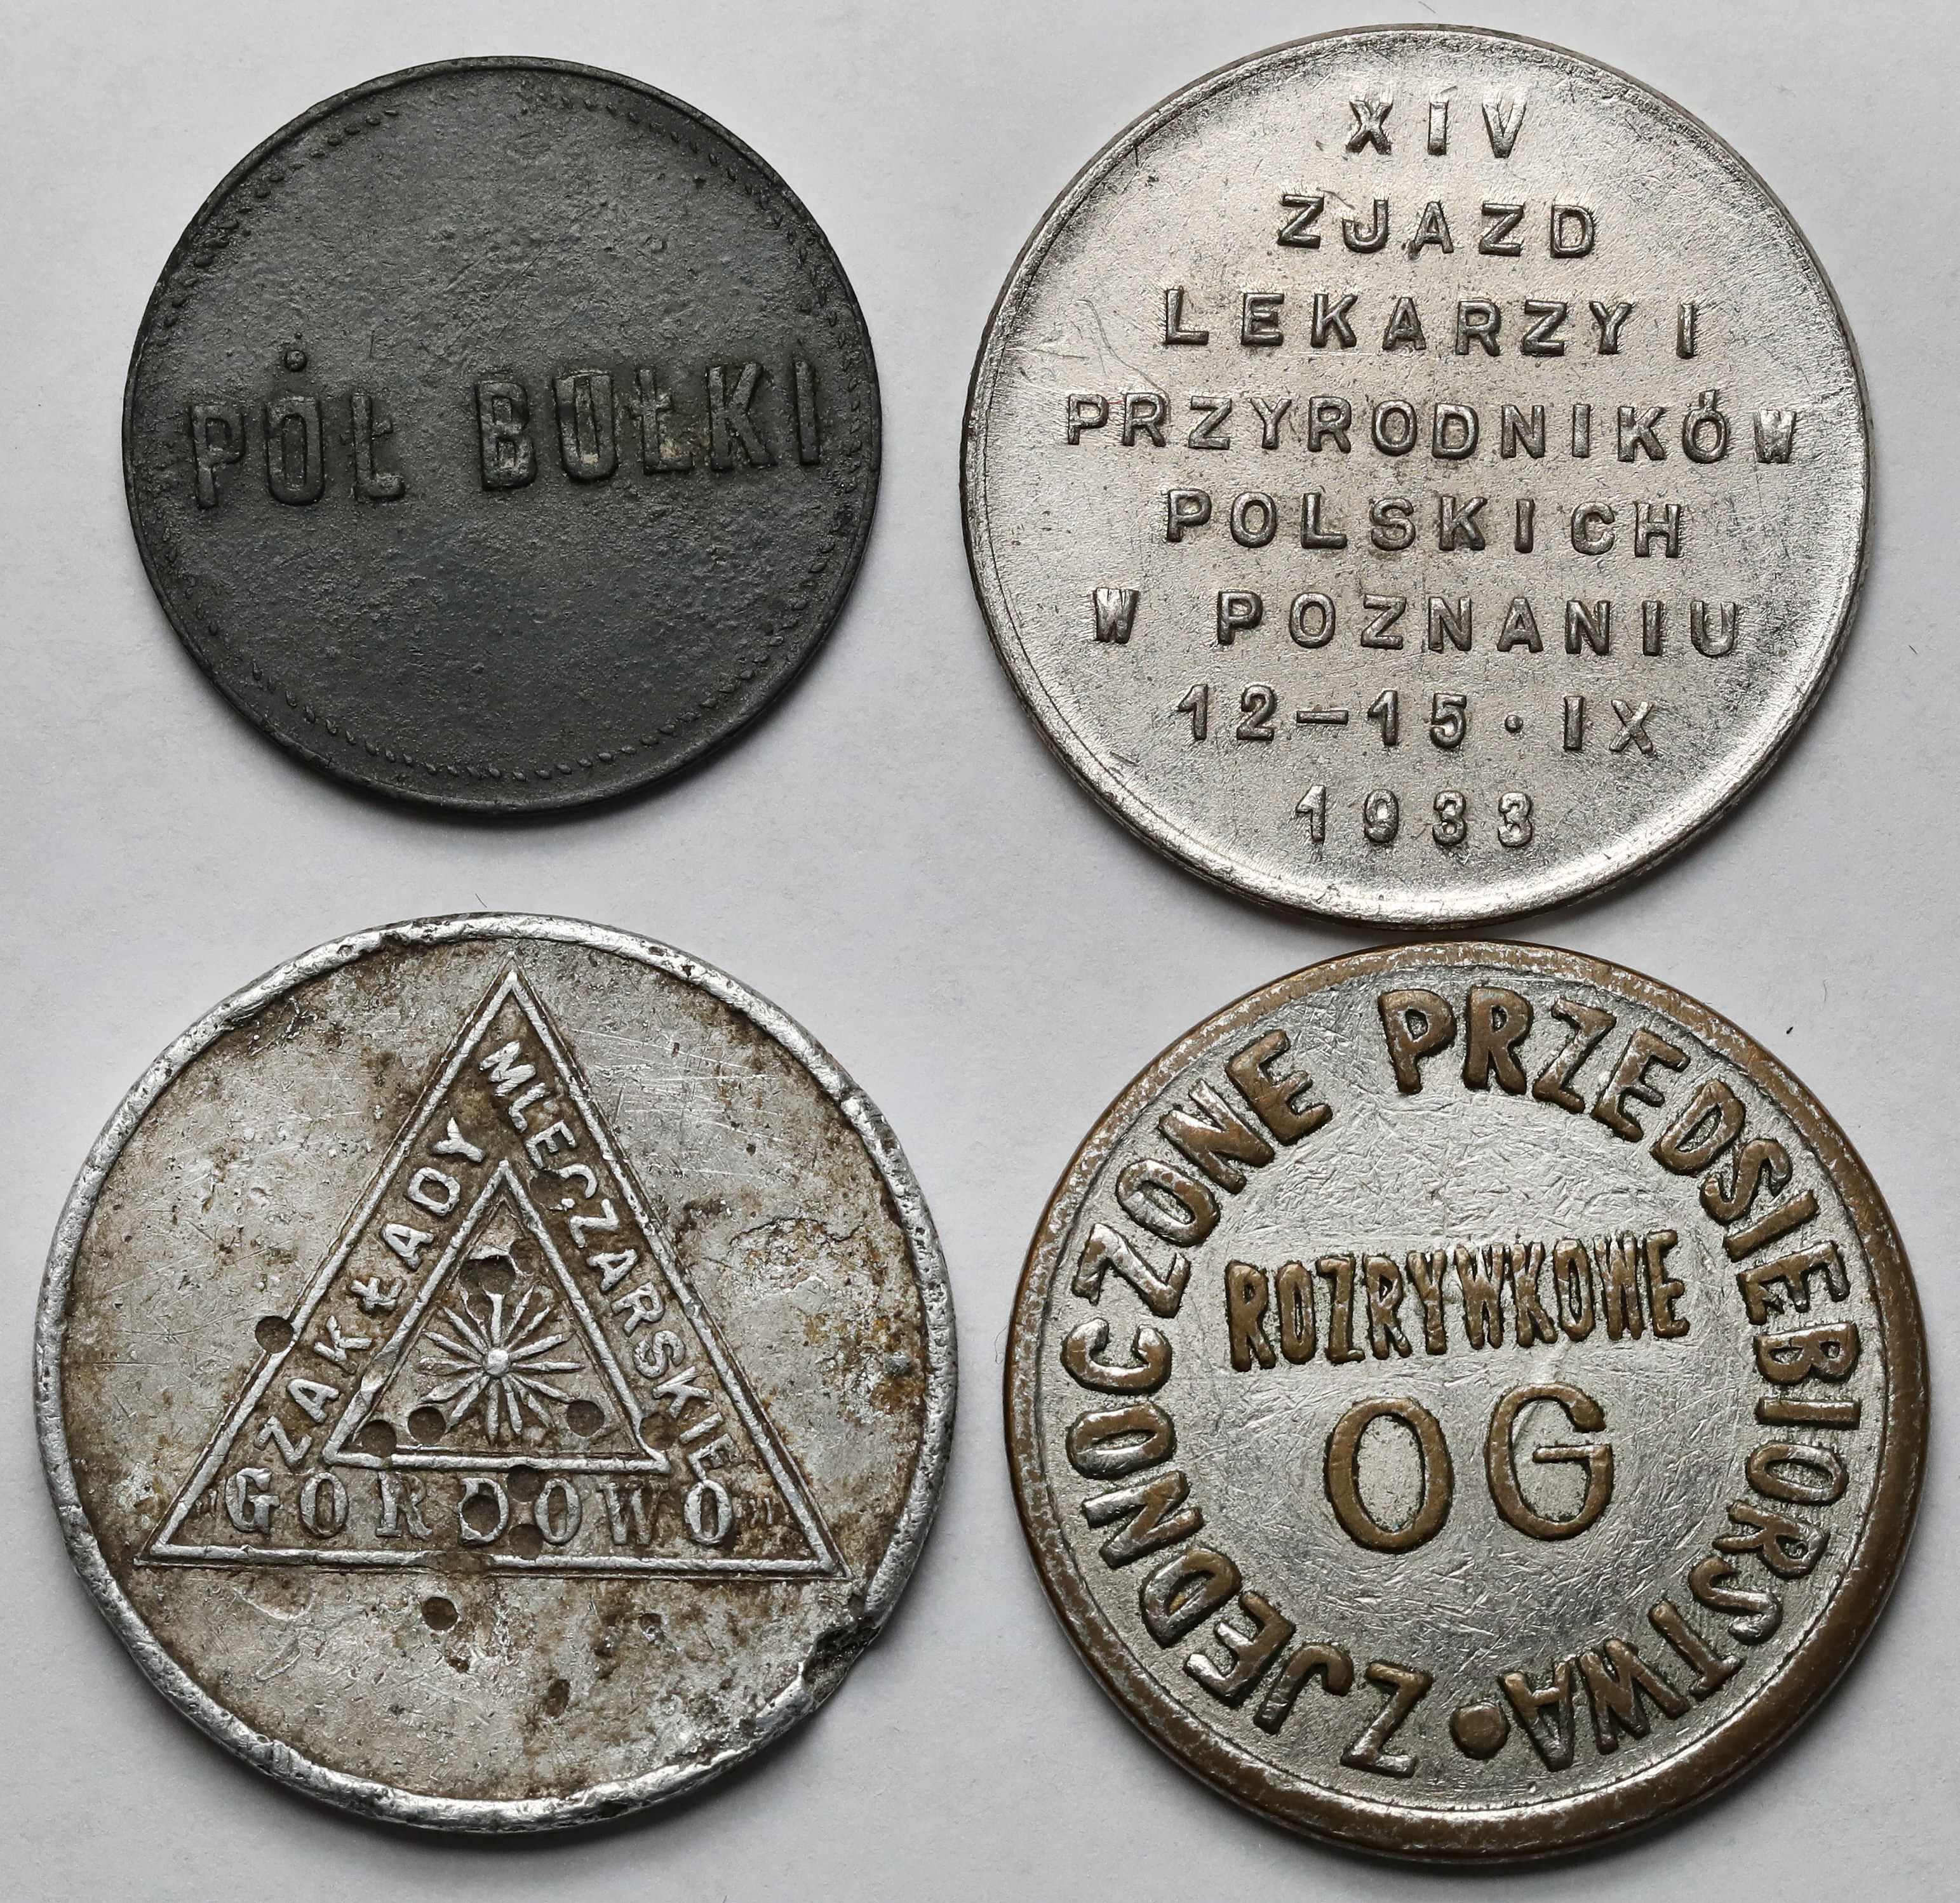 PÓŁ BUŁKI
XIV
ZJAZD
LEKARZY I
PRZYRODNIKÓW
POLSKICH
W POZNANIU
12-15·IX
1933
ZAKŁADY MLECZARSKIE
"GORDOWO"
ZJEDNOCZONE PRZEDSIEBIORSTWA •
ROZRYWKOWE
OG